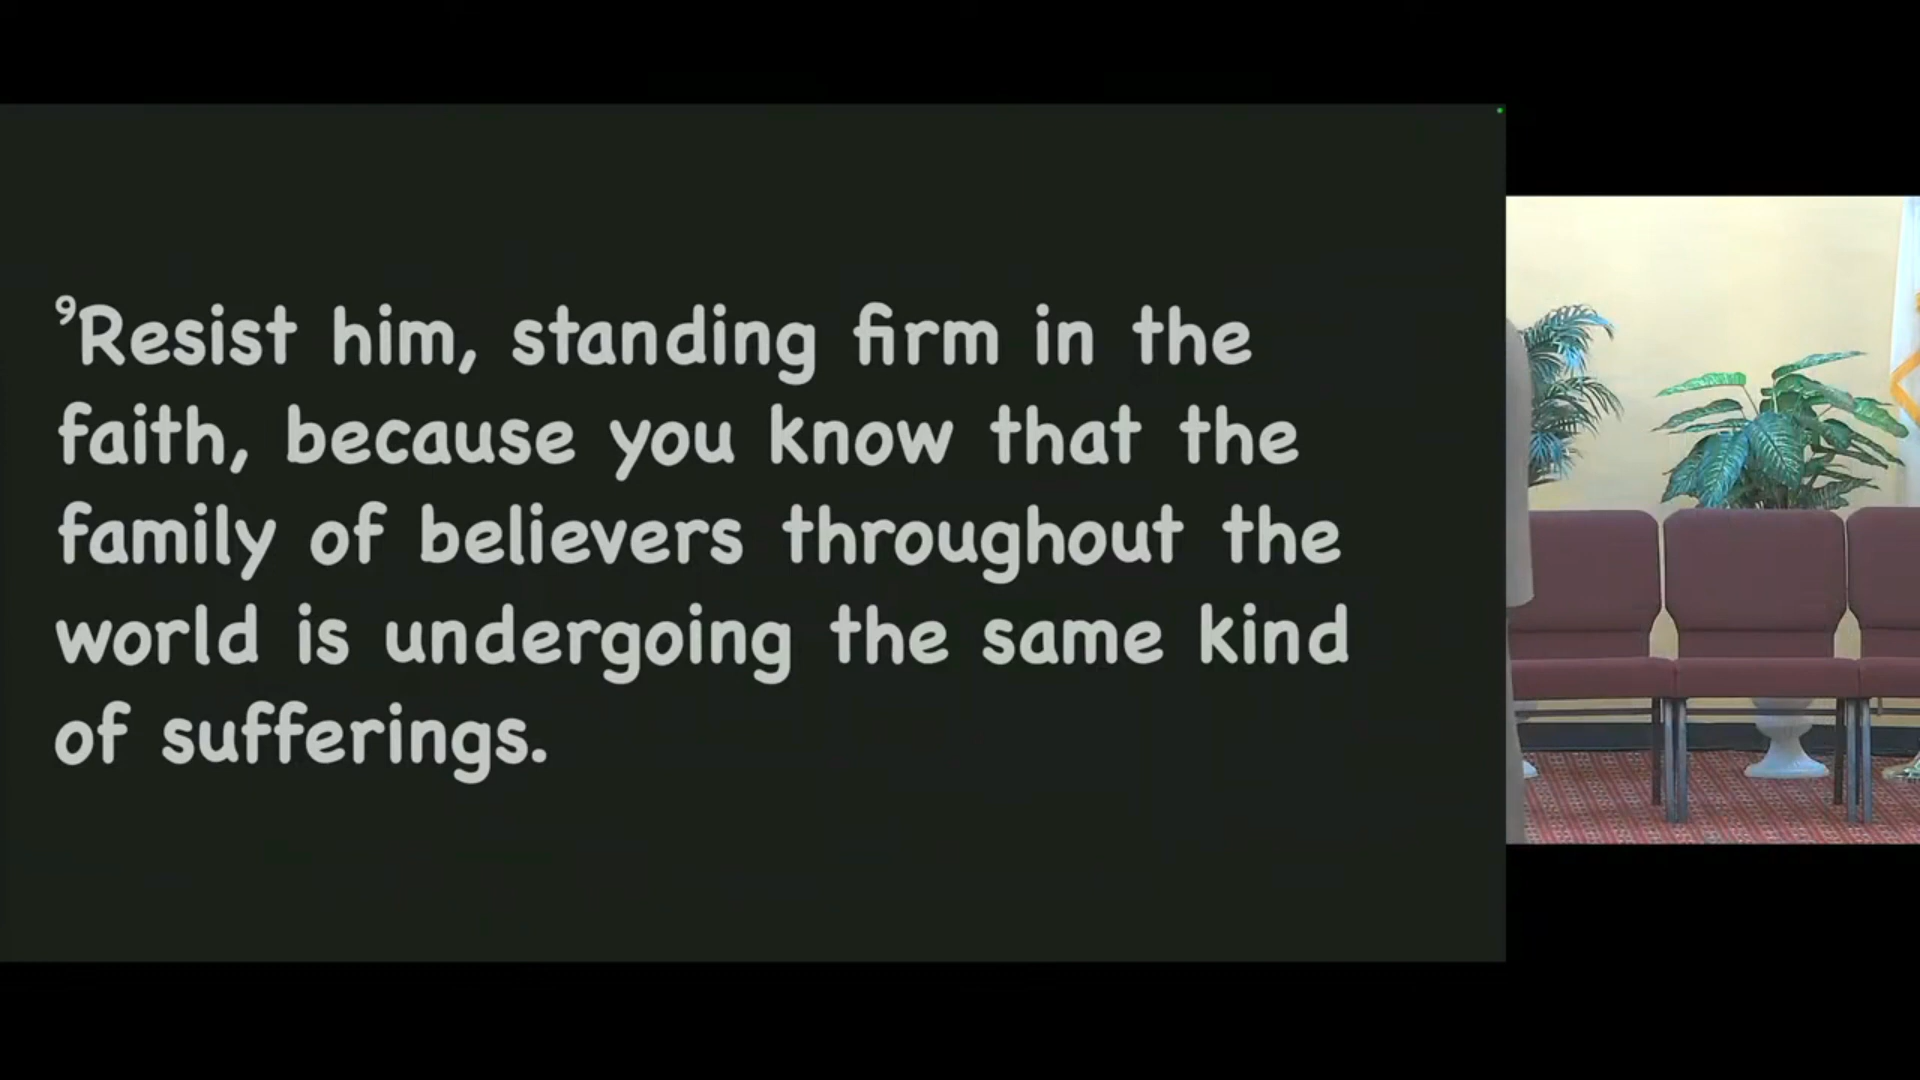 ⁹Resist him, standing firm in the
faith, because you know that the
family of believers throughout the
world is undergoing the same kind
of sufferings.